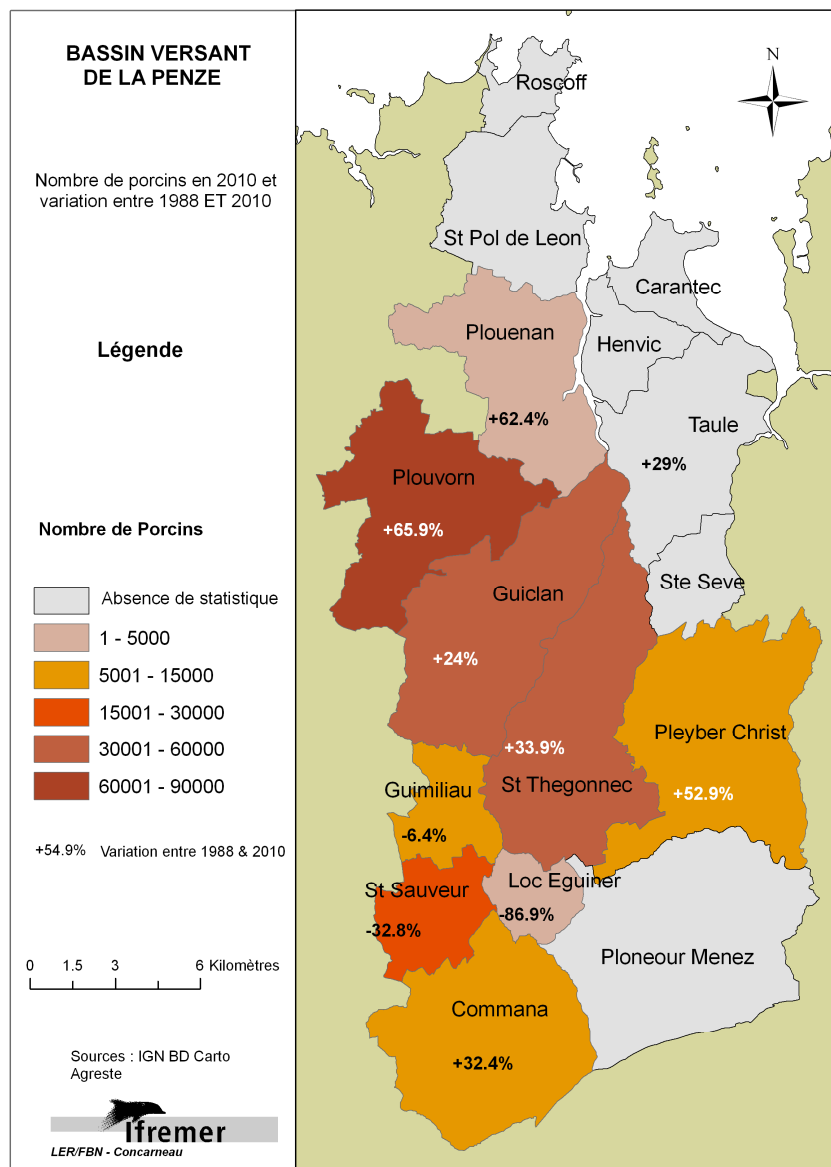 BASSIN VERSANT
DE LA PENZE
Nombre de porcins en 2010 et
variation entre 1988 ET 2010
Légende
Nombre de Porcins
Absence de statistique
1 - 5000
5001 - 15000
15001 - 30000
30001 - 60000
60001 - 90000
+54.9% Variation entre 1988 & 2010
0 1.5 3 6 Kilomètres
Sources : IGN BD Carto
Agreste
Ifremer
LER/FBN - Concarneau
N
Roscoff
St Pol de Leon
Carantec
Plouenan
Henvic
+62.4%
Taule
+29%
Plouvorn
+65.9%
Ste Seve
Guiclan
+24%
Pleyber Christ
+52.9%
+33.9%
St Thegonnec
Guimiliau
-6.4%
St Sauveur
-32.8%
Loc Eguiner
-86.9%
Ploneour Menez
Commana
+32.4%